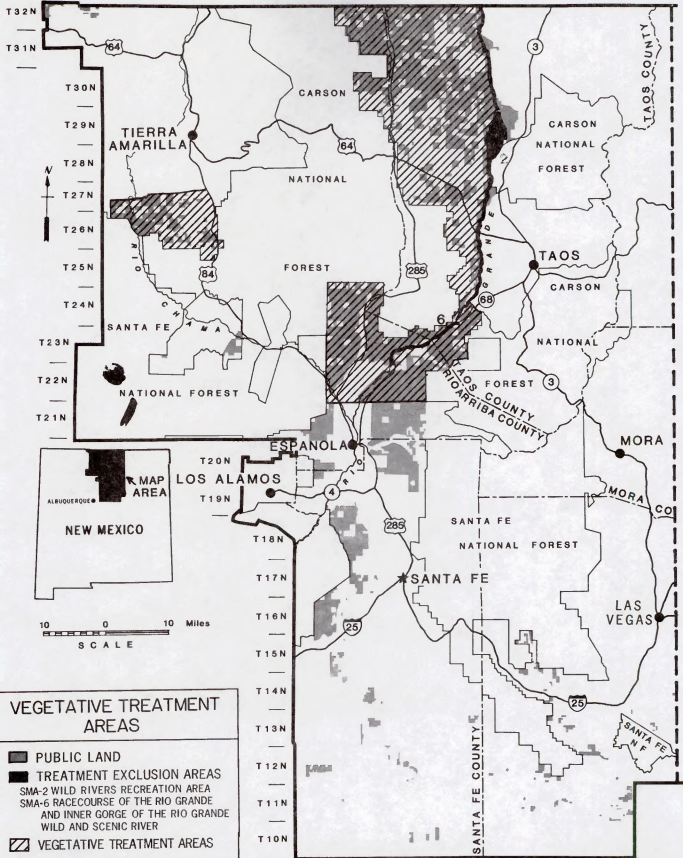 T32N
T31N
64
3
TAOS COUNTY
T30N
CARSON
T29N
TIERRA
AMARILLA
CARSON
NATIONAL
FOREST
64
2
T28N
NATIONAL
N
T27N
T26N
RIO
GRANDE
TAOS
T25N
84
FOREST
285
CARSON
68
T24N
CHAMA
6
SANTA FE
T23N
NATIONAL
TAOS COUNTY
RIO ARRIBA COUNTY
FOREST
3
T22N
NATIONAL FOREST
T21N
ESPANOLA
MORA
T20N
LOS ALAMOS
RIO
MAP
AREA
ALBUQUERQUE
T19N
4
MORA CO
NEW MEXICO
285
SANTA FE
NATIONAL FOREST
T18N
T17N
SANTA FE
LAS
VEGAS
10 0 10 Miles
SCALE
T16N
25
T15N
25
T14N
VEGETATIVE TREATMENT
AREAS
T13N
SANTA FE
N F
PUBLIC LAND
TREATMENT EXCLUSION AREAS
T12N
SMA-2 WILD RIVERS RECREATION AREA
SMA-6 RACECOURSE OF THE RIO GRANDE
AND INNER GORGE OF THE RIO GRANDE
WILD AND SCENIC RIVER
T11N
SANTA FE COUNTY
VEGETATIVE TREATMENT AREAS
T10N